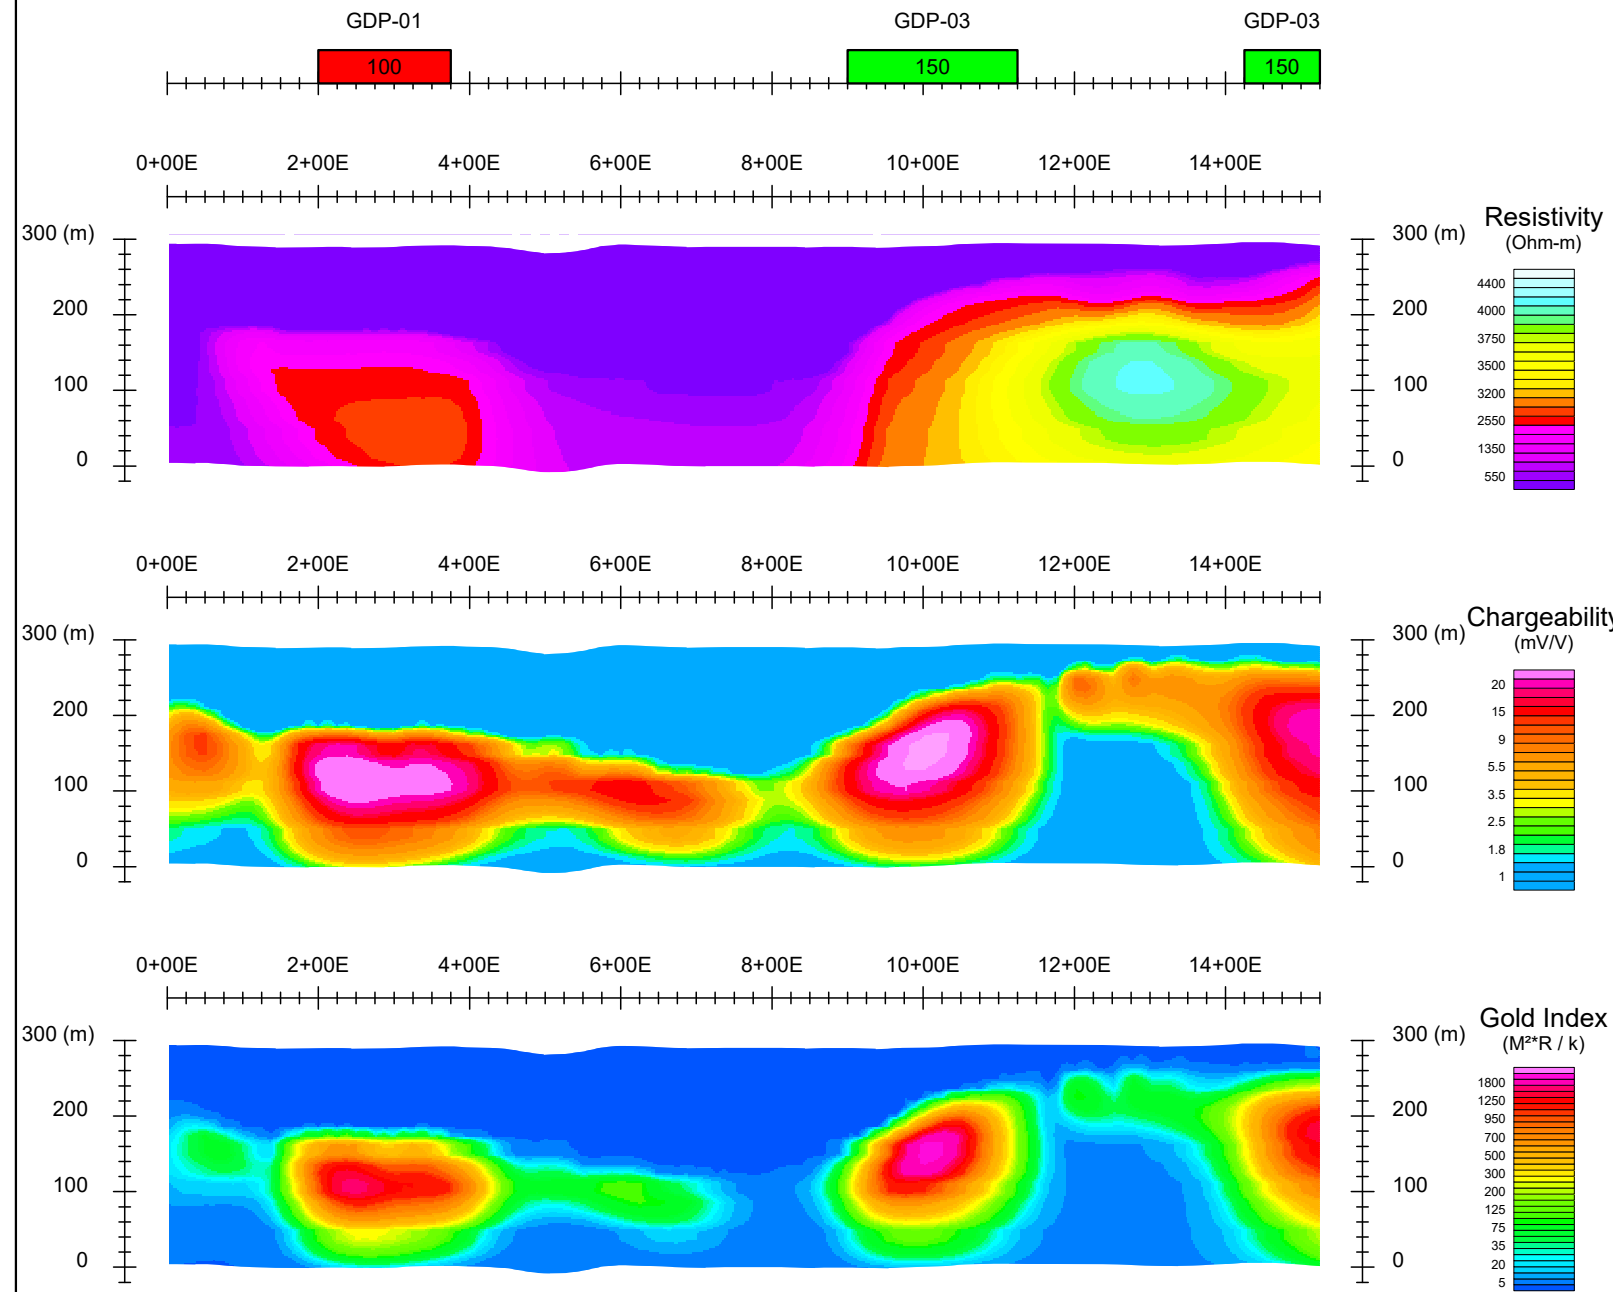 GDP-01 GDP-03 GDP-03
100 150 150
0+00E 2+00E 4+00E 6+00E 8+00E 10+00E 12+00E 14+00E
300 (m) 300 (m)
200 200
100 100
0 0
Resistivity
(Ohm-m)
4400
4000
3750
3500
3200
2550
1350
550
0+00E 2+00E 4+00E 6+00E 8+00E 10+00E 12+00E 14+00E
300 (m) 300 (m)
200 200
100 100
0 0
Chargeability
(mV/V)
20
15
9
5.5
3.5
2.5
1.8
1
0+00E 2+00E 4+00E 6+00E 8+00E 10+00E 12+00E 14+00E
300 (m) 300 (m)
200 200
100 100
0 0
Gold Index
(M²*R / k)
1800
1250
950
700
500
300
200
125
75
35
20
5